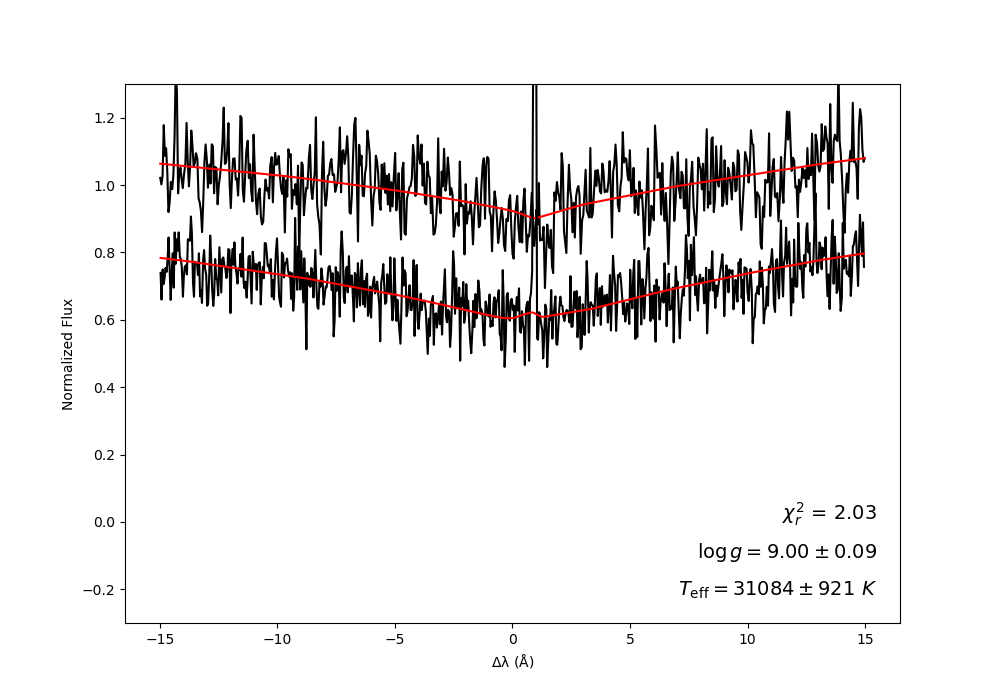 1.2
1.0
0.8
0.6
0.4
0.2
0.0
−0.2
Normalized Flux
χ²ᵣ = 2.03
log g = 9.00 ± 0.09
T_eff = 31084 ± 921 K
−15 −10 −5 0 5 10 15
Δλ (Å)